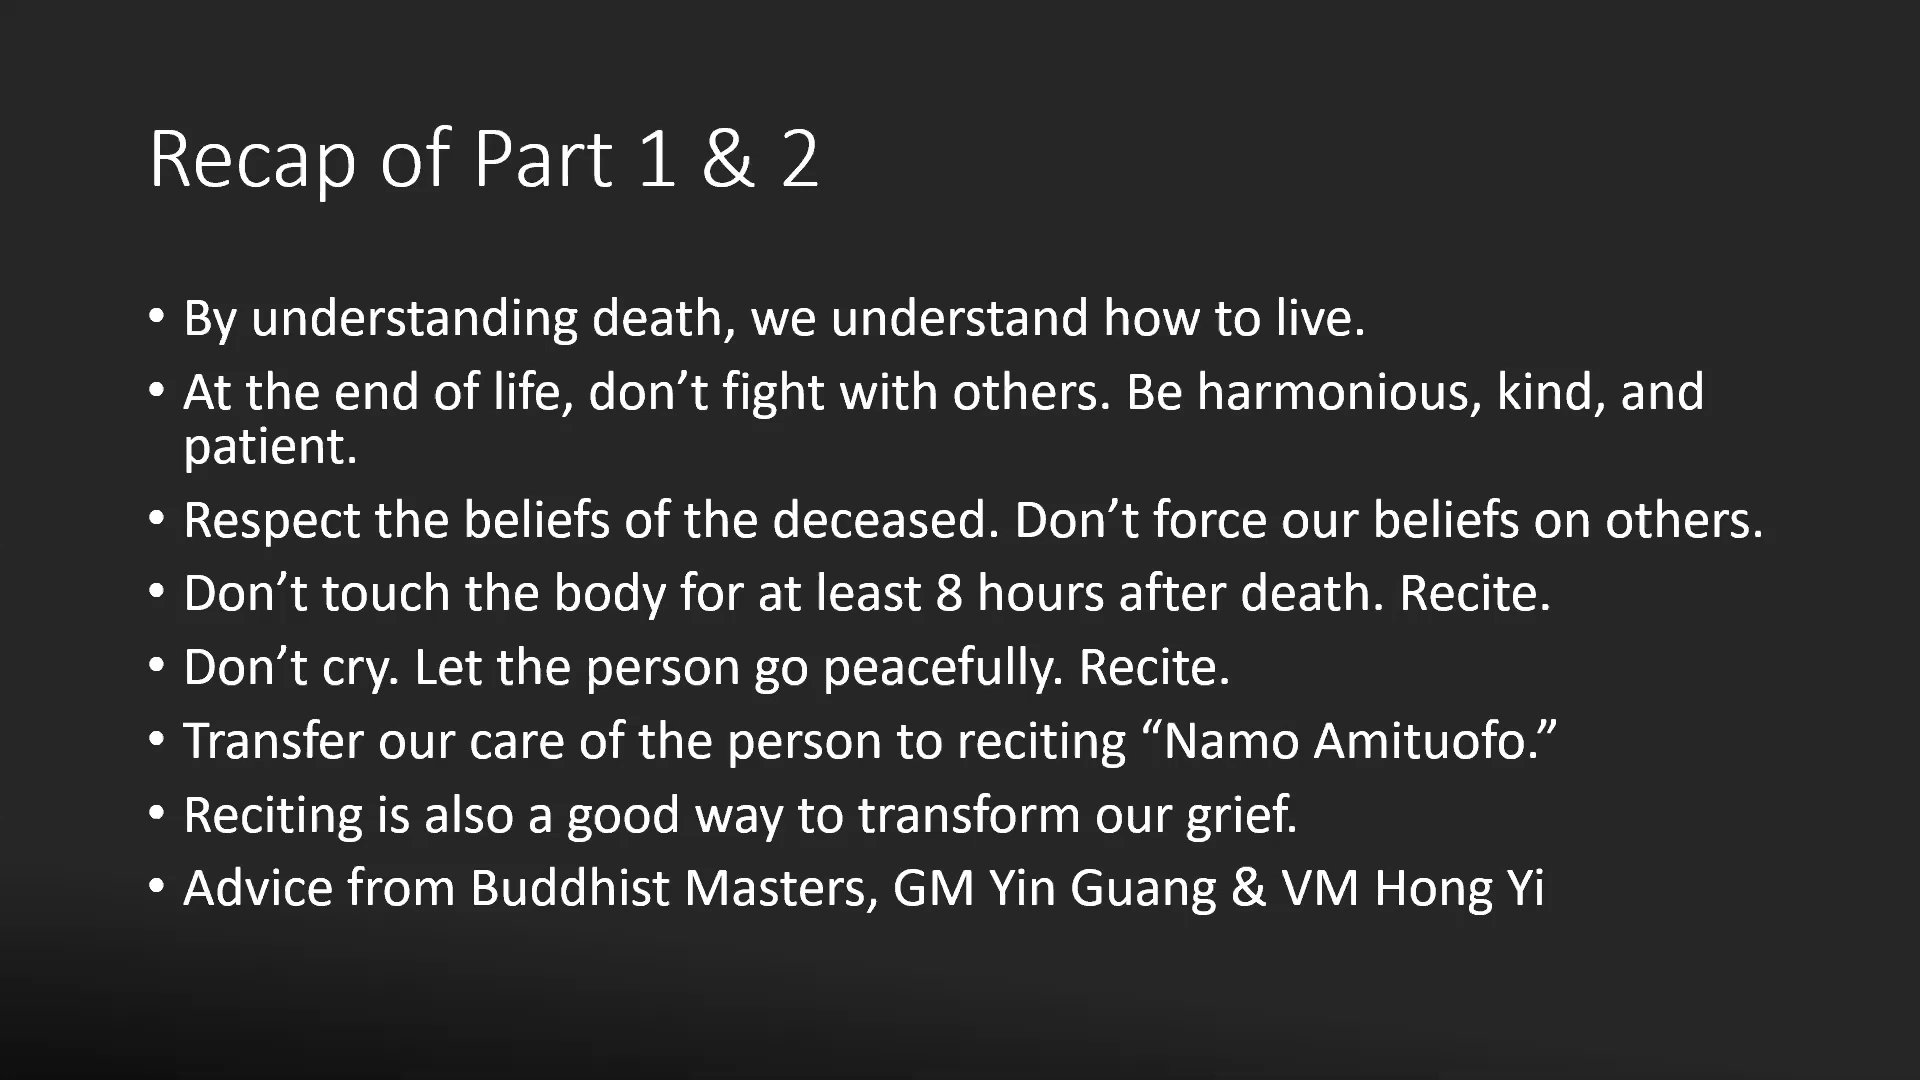 Recap of Part 1 & 2
• By understanding death, we understand how to live.
• At the end of life, don’t fight with others. Be harmonious, kind, and
patient.
• Respect the beliefs of the deceased. Don’t force our beliefs on others.
• Don’t touch the body for at least 8 hours after death. Recite.
• Don’t cry. Let the person go peacefully. Recite.
• Transfer our care of the person to reciting “Namo Amituofo.”
• Reciting is also a good way to transform our grief.
• Advice from Buddhist Masters, GM Yin Guang & VM Hong Yi